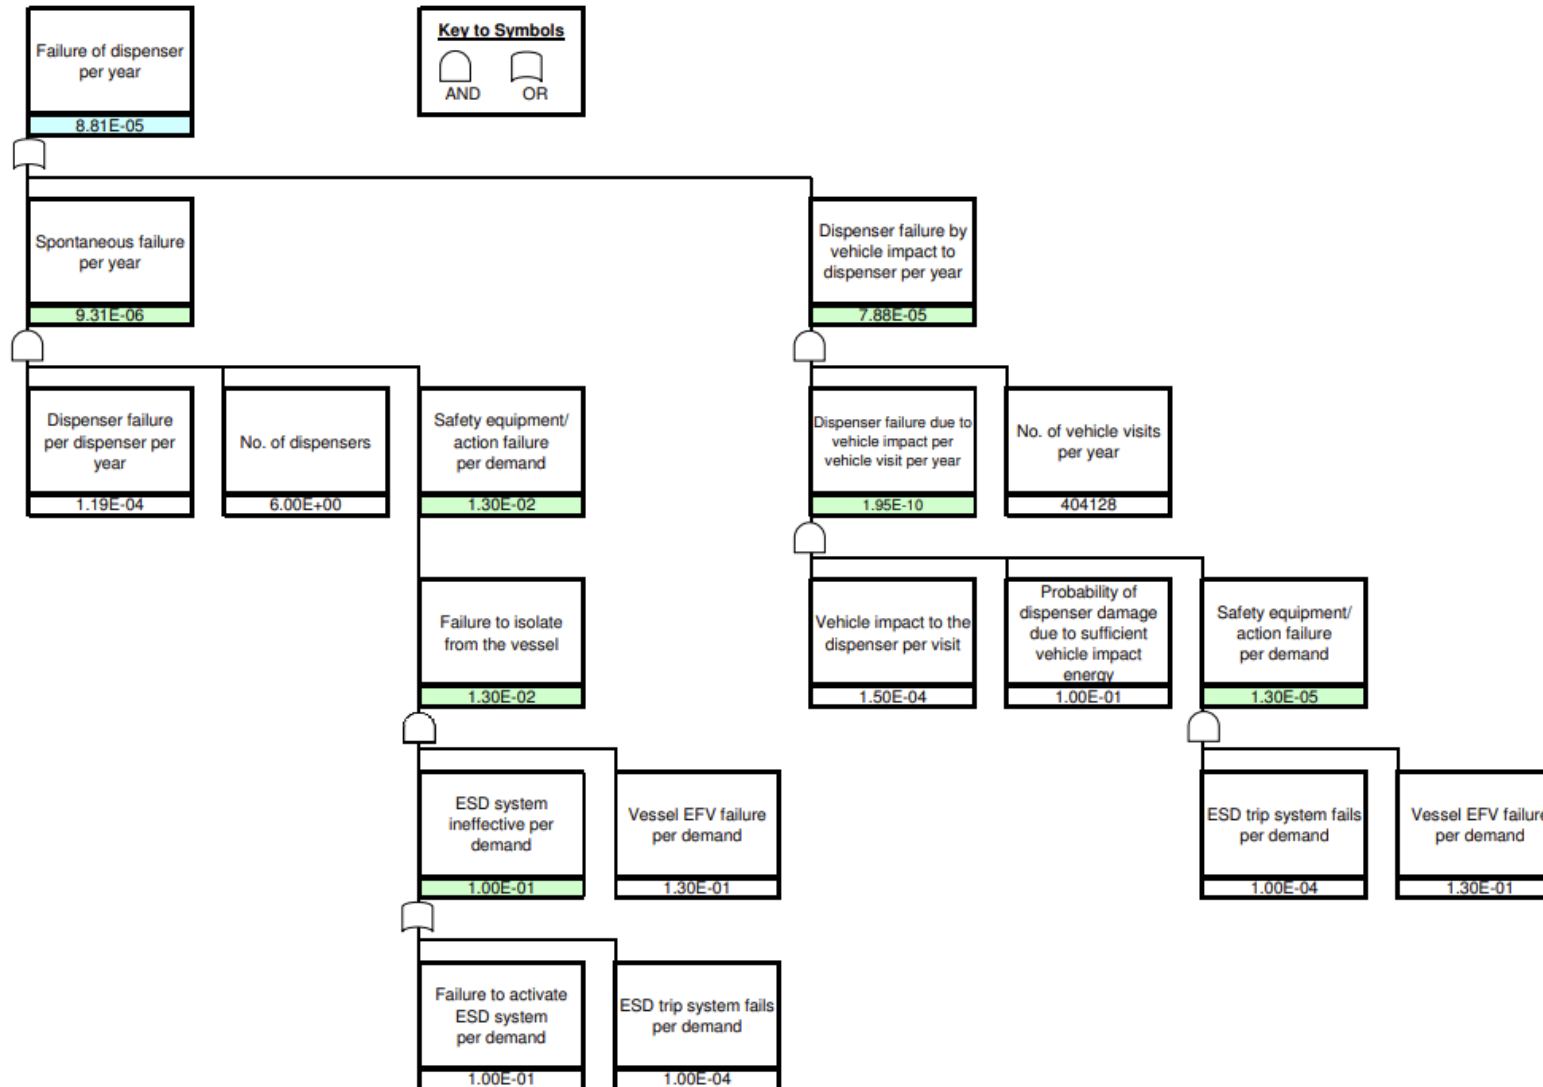 Failure of dispenser
per year
8.81E-05
Key to Symbols
AND
OR
Spontaneous failure
per year
9.31E-06
Dispenser failure by
vehicle impact to
dispenser per year
7.88E-05
Dispenser failure
per dispenser per
year
1.19E-04
No. of dispensers
6.00E+00
Safety equipment/
action failure
per demand
1.30E-02
Dispenser failure due to
vehicle impact per
vehicle visit per year
1.95E-10
No. of vehicle visits
per year
404128
Failure to isolate
from the vessel
1.30E-02
Vehicle impact to the
dispenser per visit
1.50E-04
Probability of
dispenser damage
due to sufficient
vehicle impact
energy
1.00E-01
Safety equipment/
action failure
per demand
1.30E-05
ESD system
ineffective per
demand
1.00E-01
Vessel EFV failure
per demand
1.30E-01
ESD trip system fails
per demand
1.00E-04
Vessel EFV failure
per demand
1.30E-01
Failure to activate
ESD system
per demand
1.00E-01
ESD trip system fails
per demand
1.00E-04